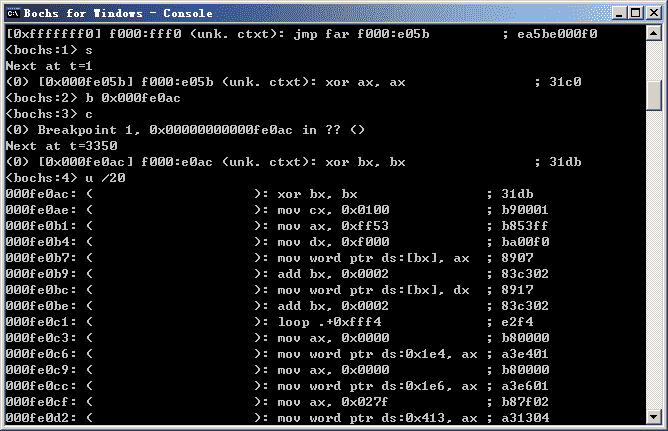 Bochs for Windows - Console
[0xfffffff0] f000:fff0 (unk. ctxt): jmp far f000:e05b ; ea5be000f0
<bochs:1> s
Next at t=1
(0) [0x000fe05b] f000:e05b (unk. ctxt): xor ax, ax ; 31c0
<bochs:2> b 0x000fe0ac
<bochs:3> c
(0) Breakpoint 1, 0x00000000000fe0ac in ?? ()
Next at t=3350
(0) [0x000fe0ac] f000:e0ac (unk. ctxt): xor bx, bx ; 31db
<bochs:4> u /20
000fe0ac: ( ): xor bx, bx ; 31db
000fe0ae: ( ): mov cx, 0x0100 ; b90001
000fe0b1: ( ): mov ax, 0xff53 ; b853ff
000fe0b4: ( ): mov dx, 0xf000 ; ba00f0
000fe0b7: ( ): mov word ptr ds:[bx], ax ; 8907
000fe0b9: ( ): add bx, 0x0002 ; 83c302
000fe0bc: ( ): mov word ptr ds:[bx], dx ; 8917
000fe0be: ( ): add bx, 0x0002 ; 83c302
000fe0c1: ( ): loop .+0xfff4 ; e2f4
000fe0c3: ( ): mov ax, 0x0000 ; b80000
000fe0c6: ( ): mov word ptr ds:0x1e4, ax ; a3e401
000fe0c9: ( ): mov ax, 0x0000 ; b80000
000fe0cc: ( ): mov word ptr ds:0x1e6, ax ; a3e601
000fe0cf: ( ): mov ax, 0x027f ; b87f02
000fe0d2: ( ): mov word ptr ds:0x413, ax ; a31304